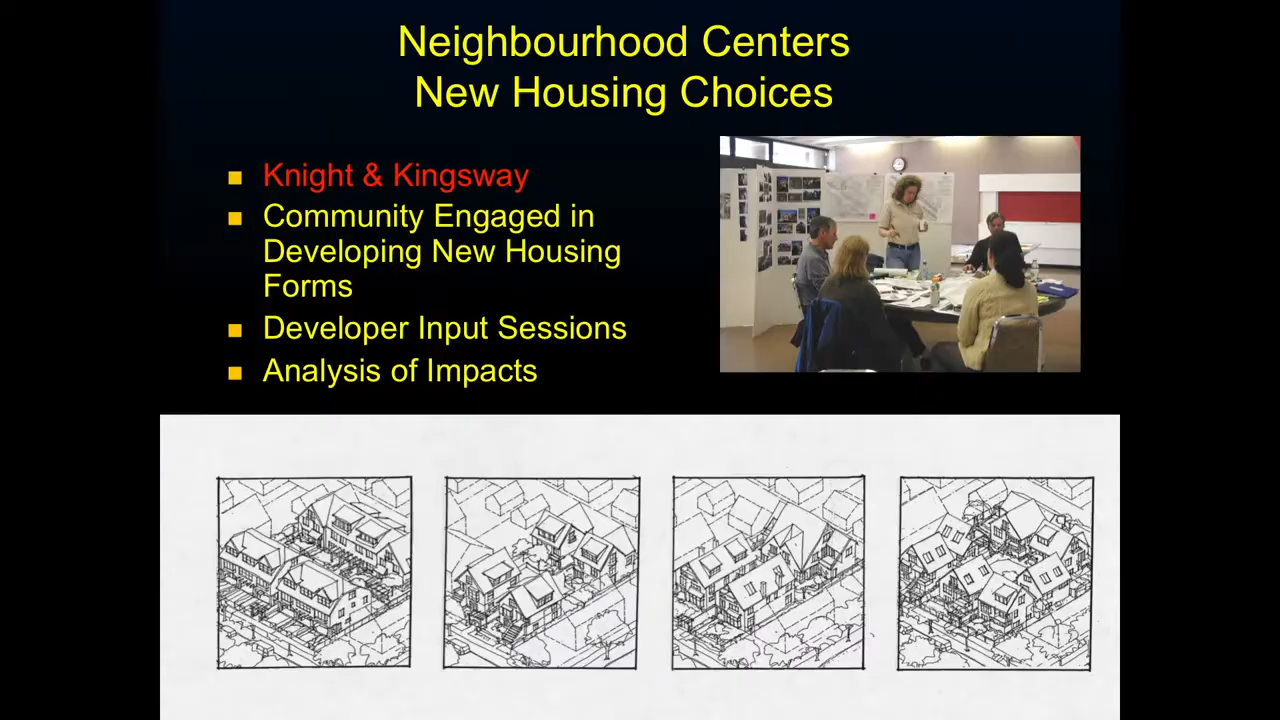 Neighbourhood Centers
New Housing Choices
Knight & Kingsway
Community Engaged in
Developing New Housing
Forms
Developer Input Sessions
Analysis of Impacts